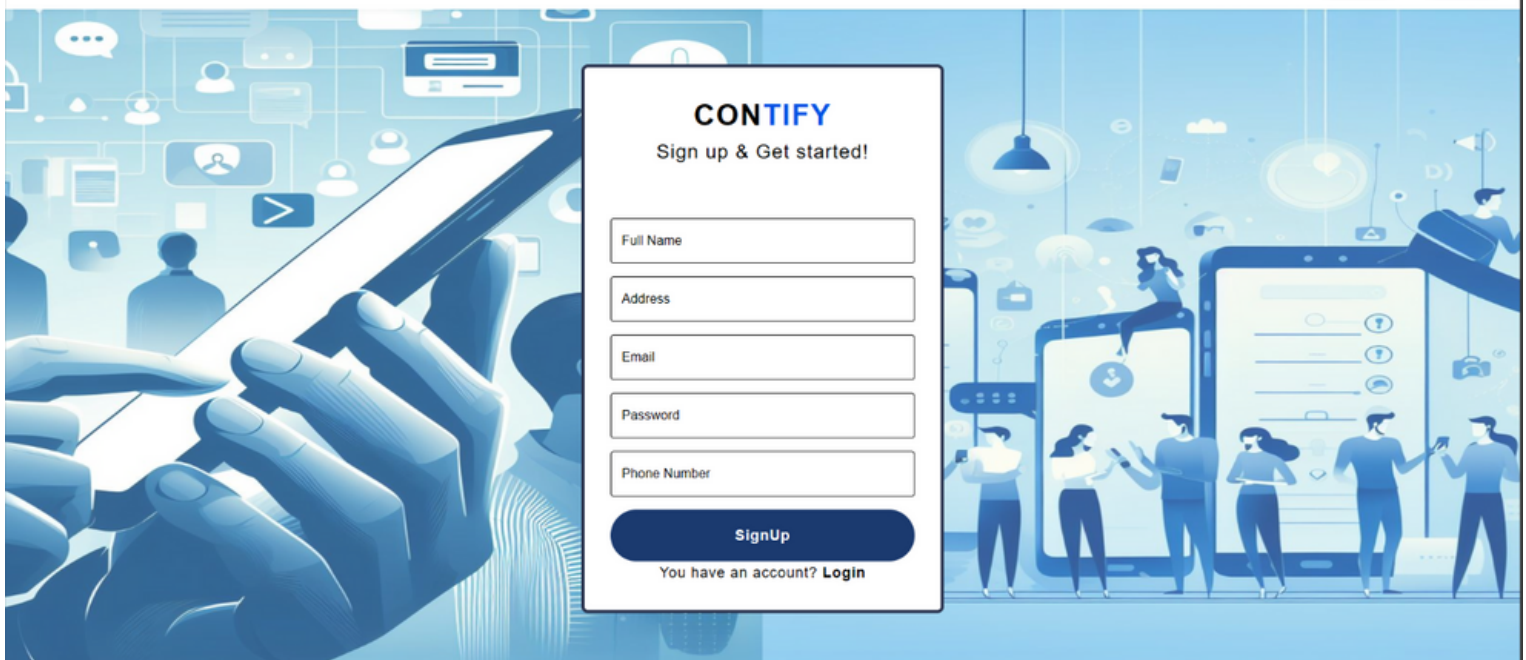 CONTIFY
Sign up & Get started!
Full Name
Address
Email
Password
Phone Number
SignUp
You have an account? Login